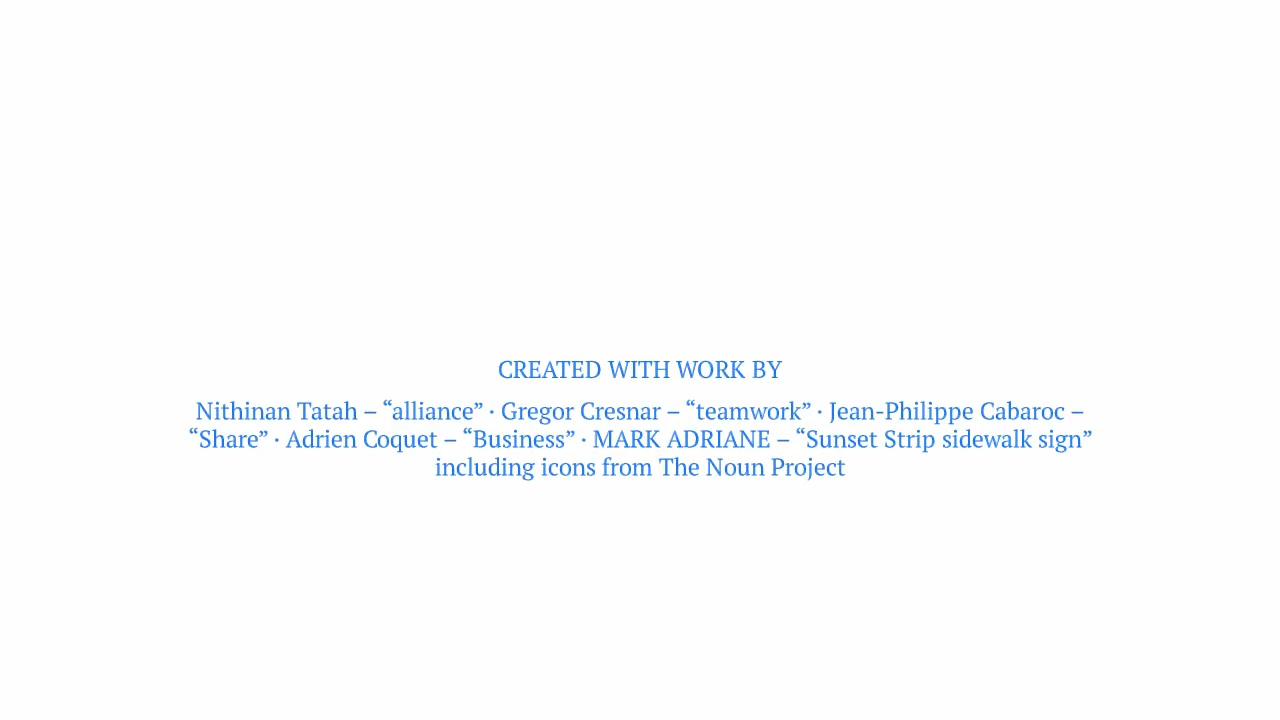 CREATED WITH WORK BY
Nithinan Tatah – “alliance” · Gregor Cresnar – “teamwork” · Jean-Philippe Cabaroc –
“Share” · Adrien Coquet – “Business” · MARK ADRIANE – “Sunset Strip sidewalk sign”
including icons from The Noun Project